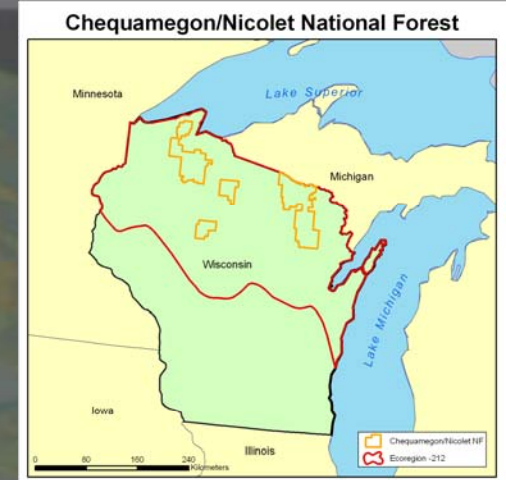 Chequamegon/Nicolet National Forest
Minnesota
Lake Superior
Michigan
Wisconsin
Lake Michigan
Iowa
Illinois
Chequamegon/Nicolet NF
Ecoregion -212
0 80 160 240
Kilometers